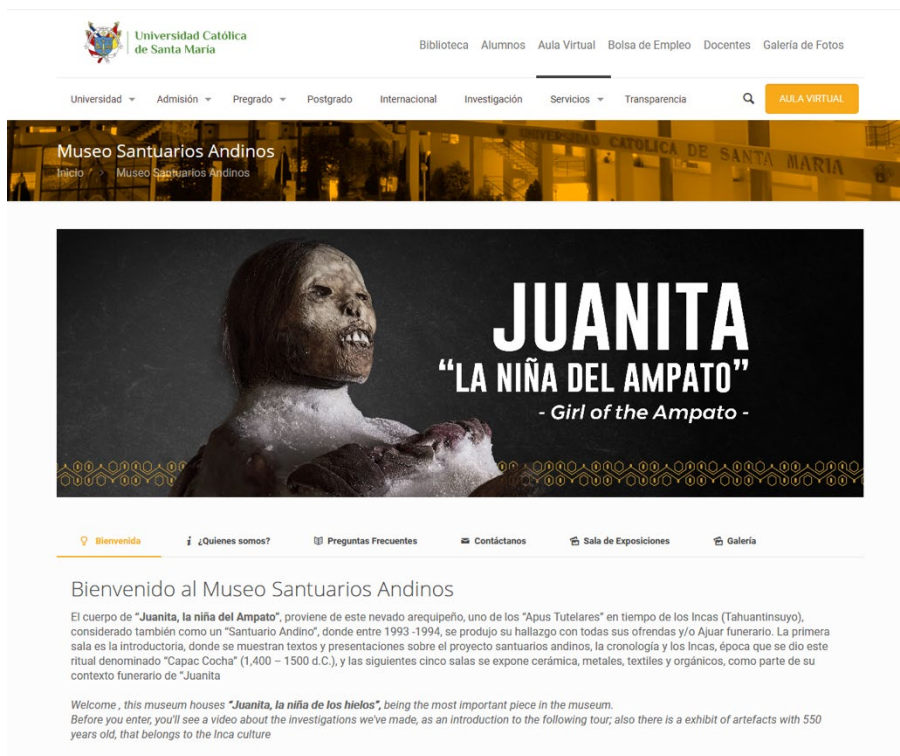 Universidad Católica
de Santa María
Biblioteca Alumnos Aula Virtual Bolsa de Empleo Docentes Galería de Fotos
Universidad Admisión Pregrado Postgrado Internacional Investigación Servicios Transparencia AULA VIRTUAL
UNIVERSIDAD CATOLICA DE SANTA MARIA
Museo Santuarios Andinos
Inicio > Museo Santuarios Andinos
JUANITA
“LA NIÑA DEL AMPATO”
- Girl of the Ampato -
Bienvenida ¿Quienes somos? Preguntas Frecuentes Contáctanos Sala de Exposiciones Galería
Bienvenido al Museo Santuarios Andinos
El cuerpo de “Juanita, la niña del Ampato”, proviene de este nevado arequipeño, uno de los “Apus Tutelares” en tiempo de los Incas (Tahuantinsuyo),
considerado también como un “Santuario Andino”, donde entre 1993 -1994, se produjo su hallazgo con todas sus ofrendas y/o Ajuar funerario. La primera
sala es la introductoria, donde se muestran textos y presentaciones sobre el proyecto santuarios andinos, la cronología y los Incas, época que se dio este
ritual denominado “Capac Cocha” (1,400 – 1500 d.C.), y las siguientes cinco salas se expone cerámica, metales, textiles y orgánicos, como parte de su
contexto funerario de “Juanita
Welcome , this museum houses “Juanita, la niña de los hielos”, being the most important piece in the museum.
Before you enter, you'll see a video about the investigations we've made, as an introduction to the following tour; also there is a exhibit of artefacts with 550
years old, that belongs to the Inca culture